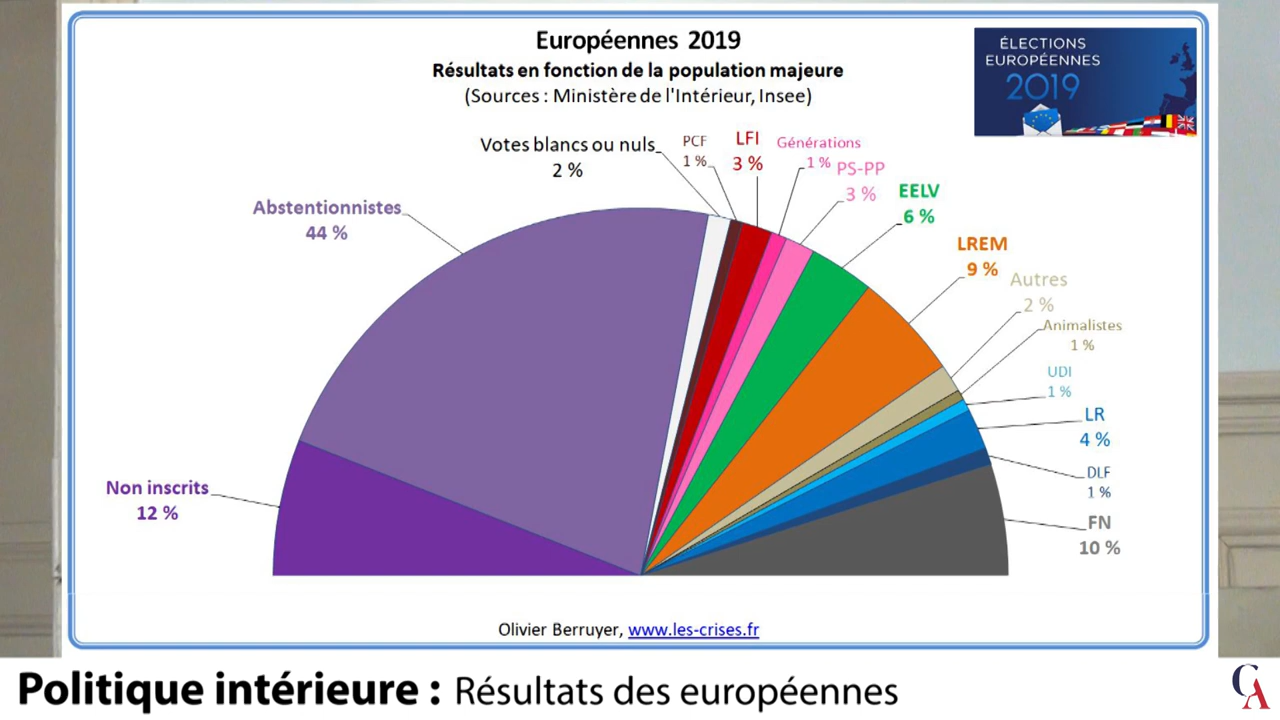 Européennes 2019
Résultats en fonction de la population majeure
(Sources : Ministère de l'Intérieur, Insee)
ÉLECTIONS
EUROPÉENNES
2019
Votes blancs ou nuls
2 %
PCF
1 %
LFI
3 %
Générations
1 %
PS-PP
3 %
EELV
6 %
Abstentionnistes
44 %
LREM
9 %
Autres
2 %
Animalistes
1 %
UDI
1 %
LR
4 %
DLF
1 %
Non inscrits
12 %
FN
10 %
Olivier Berruyer, www.les-crises.fr
Politique intérieure : Résultats des européennes
CA